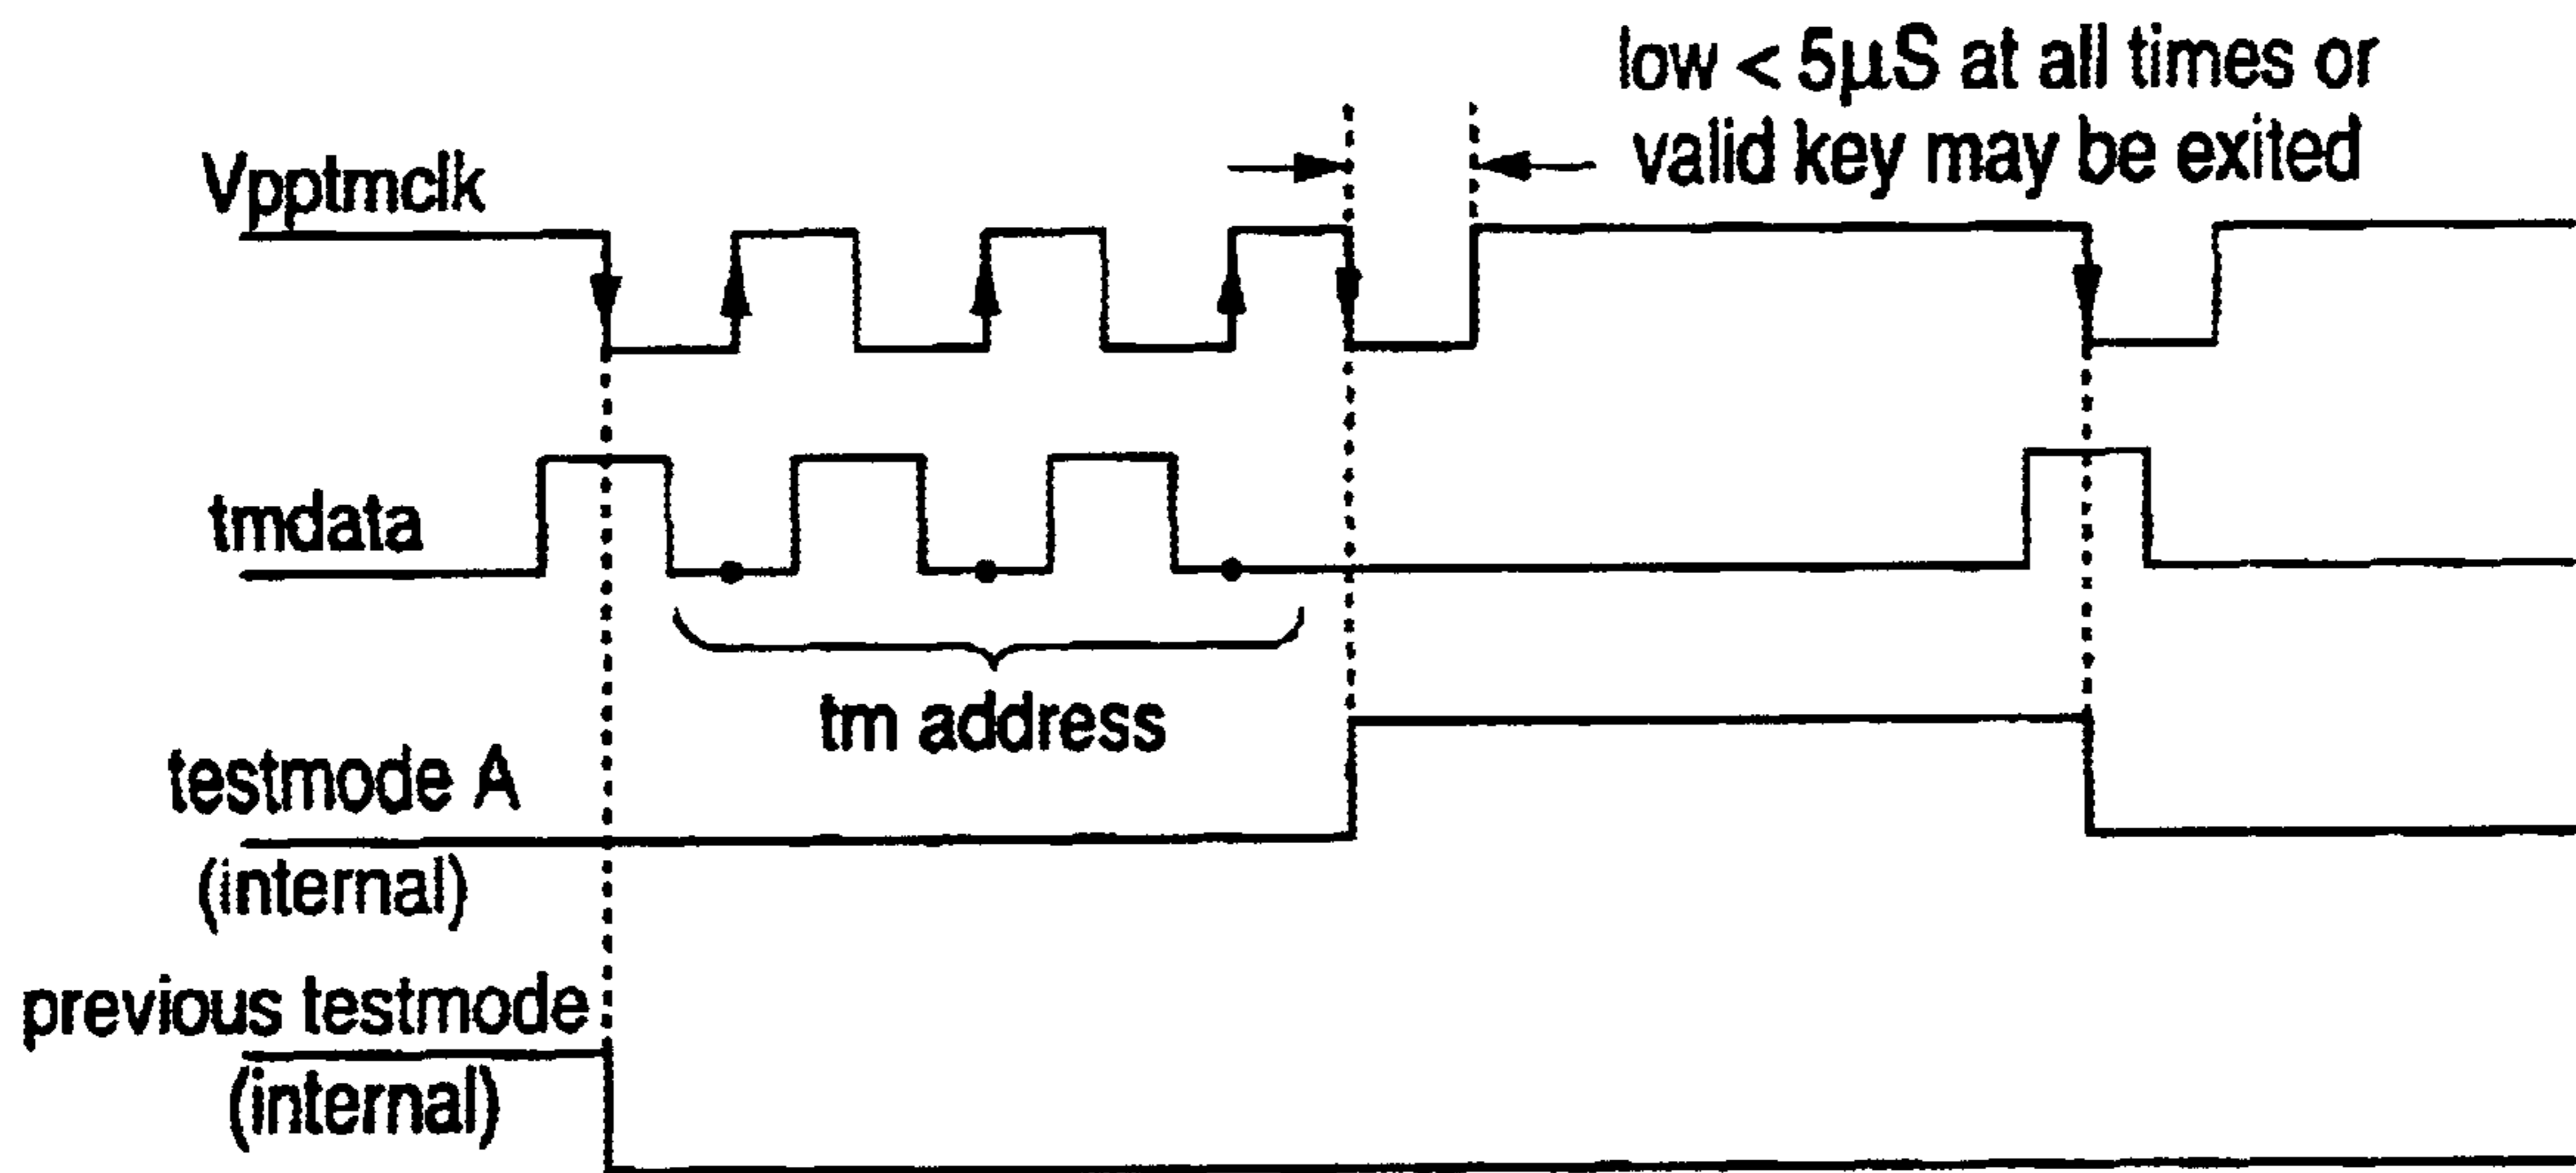 low < 5µS at all times or
valid key may be exited
Vpptmclk
tmdata
tm address
testmode A
(internal)
previous testmode
(internal)